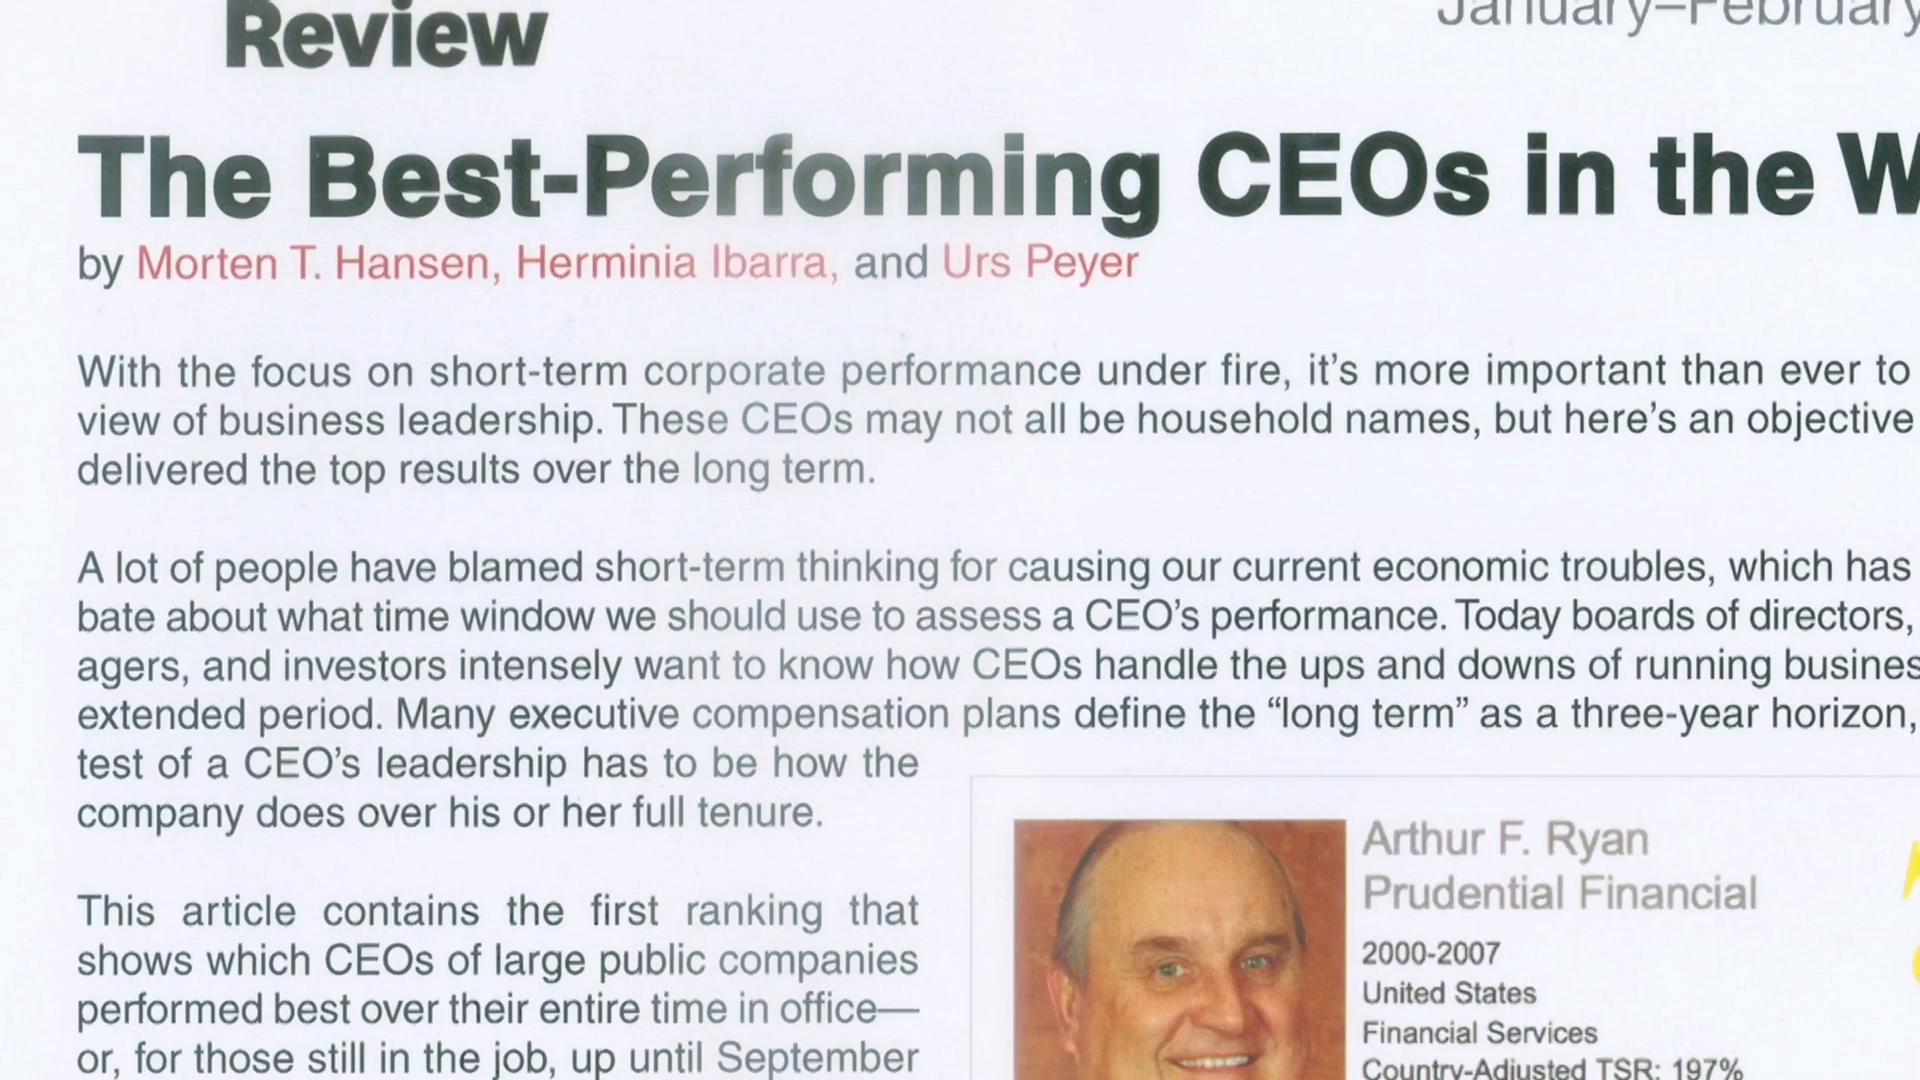 Review
January–February
The Best-Performing CEOs in the W
by Morten T. Hansen, Herminia Ibarra, and Urs Peyer
With the focus on short-term corporate performance under fire, it’s more important than ever to
view of business leadership. These CEOs may not all be household names, but here’s an objective
delivered the top results over the long term.
A lot of people have blamed short-term thinking for causing our current economic troubles, which has
bate about what time window we should use to assess a CEO’s performance. Today boards of directors,
agers, and investors intensely want to know how CEOs handle the ups and downs of running busines
extended period. Many executive compensation plans define the “long term” as a three-year horizon,
test of a CEO’s leadership has to be how the
company does over his or her full tenure.
This article contains the first ranking that
shows which CEOs of large public companies
performed best over their entire time in office—
or, for those still in the job, up until September
Arthur F. Ryan
Prudential Financial
2000-2007
United States
Financial Services
Country-Adjusted TSR: 197%